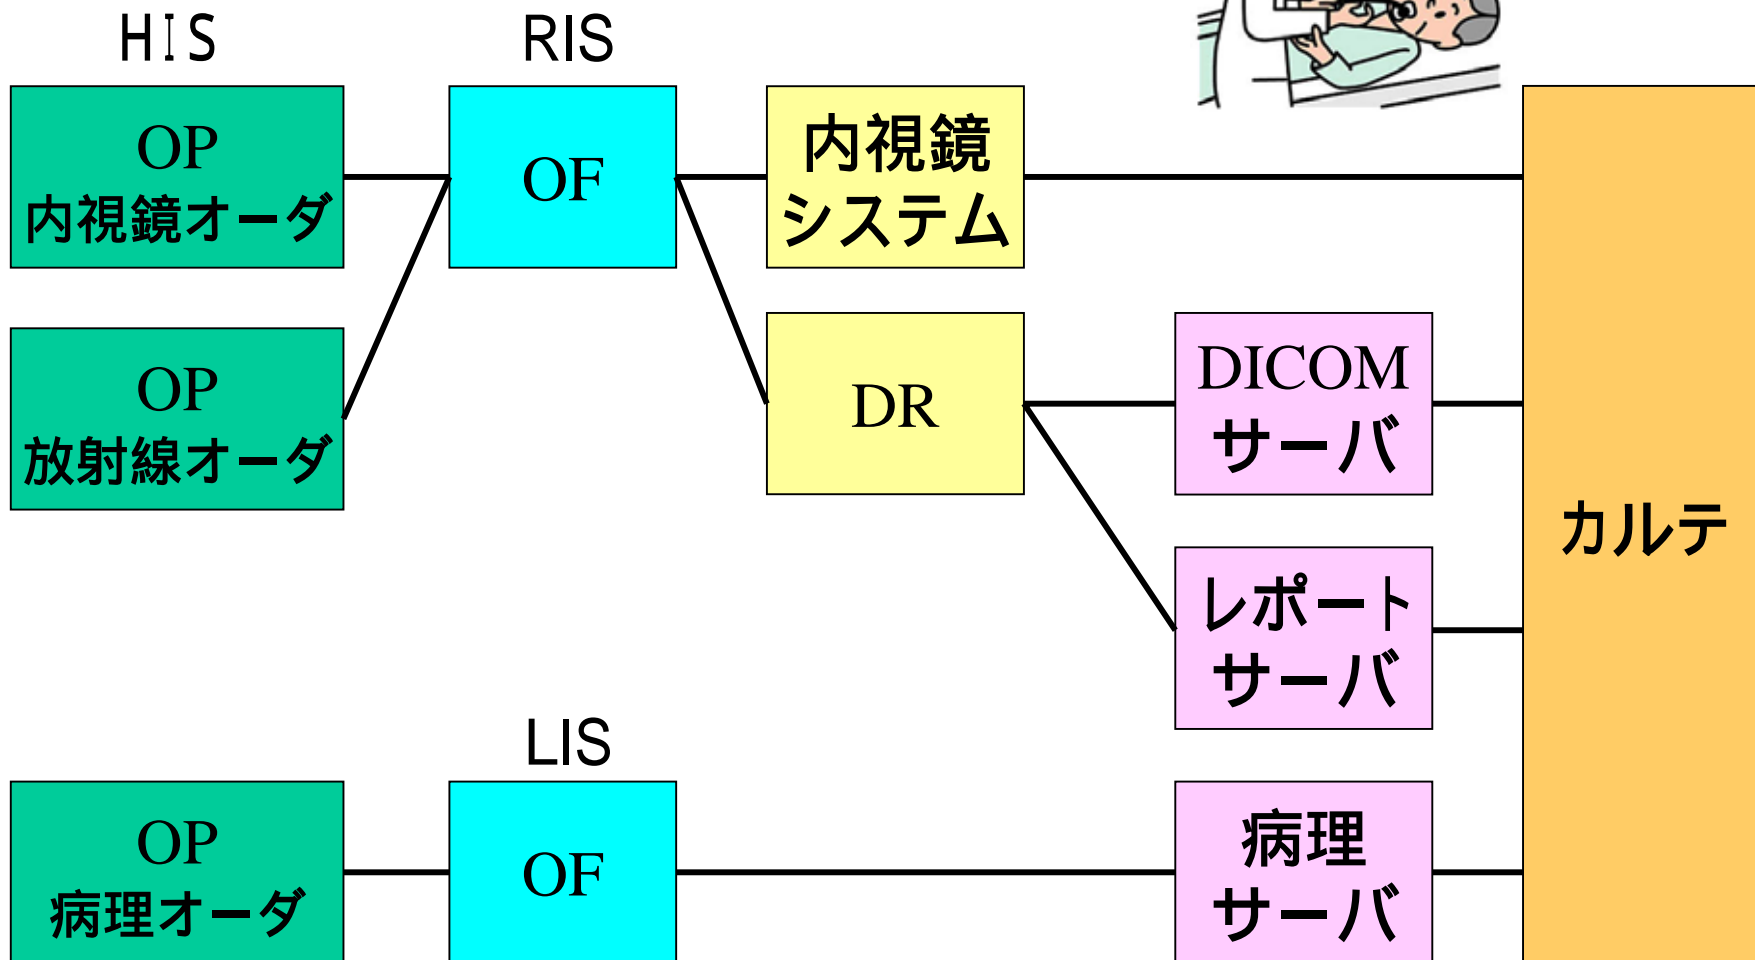 HIS
RIS
OP
内視鏡オーダ
OF
内視鏡
システム
OP
放射線オーダ
DR
DICOM
サーバ
カルテ
レポート
サーバ
LIS
OP
病理オーダ
OF
病理
サーバ